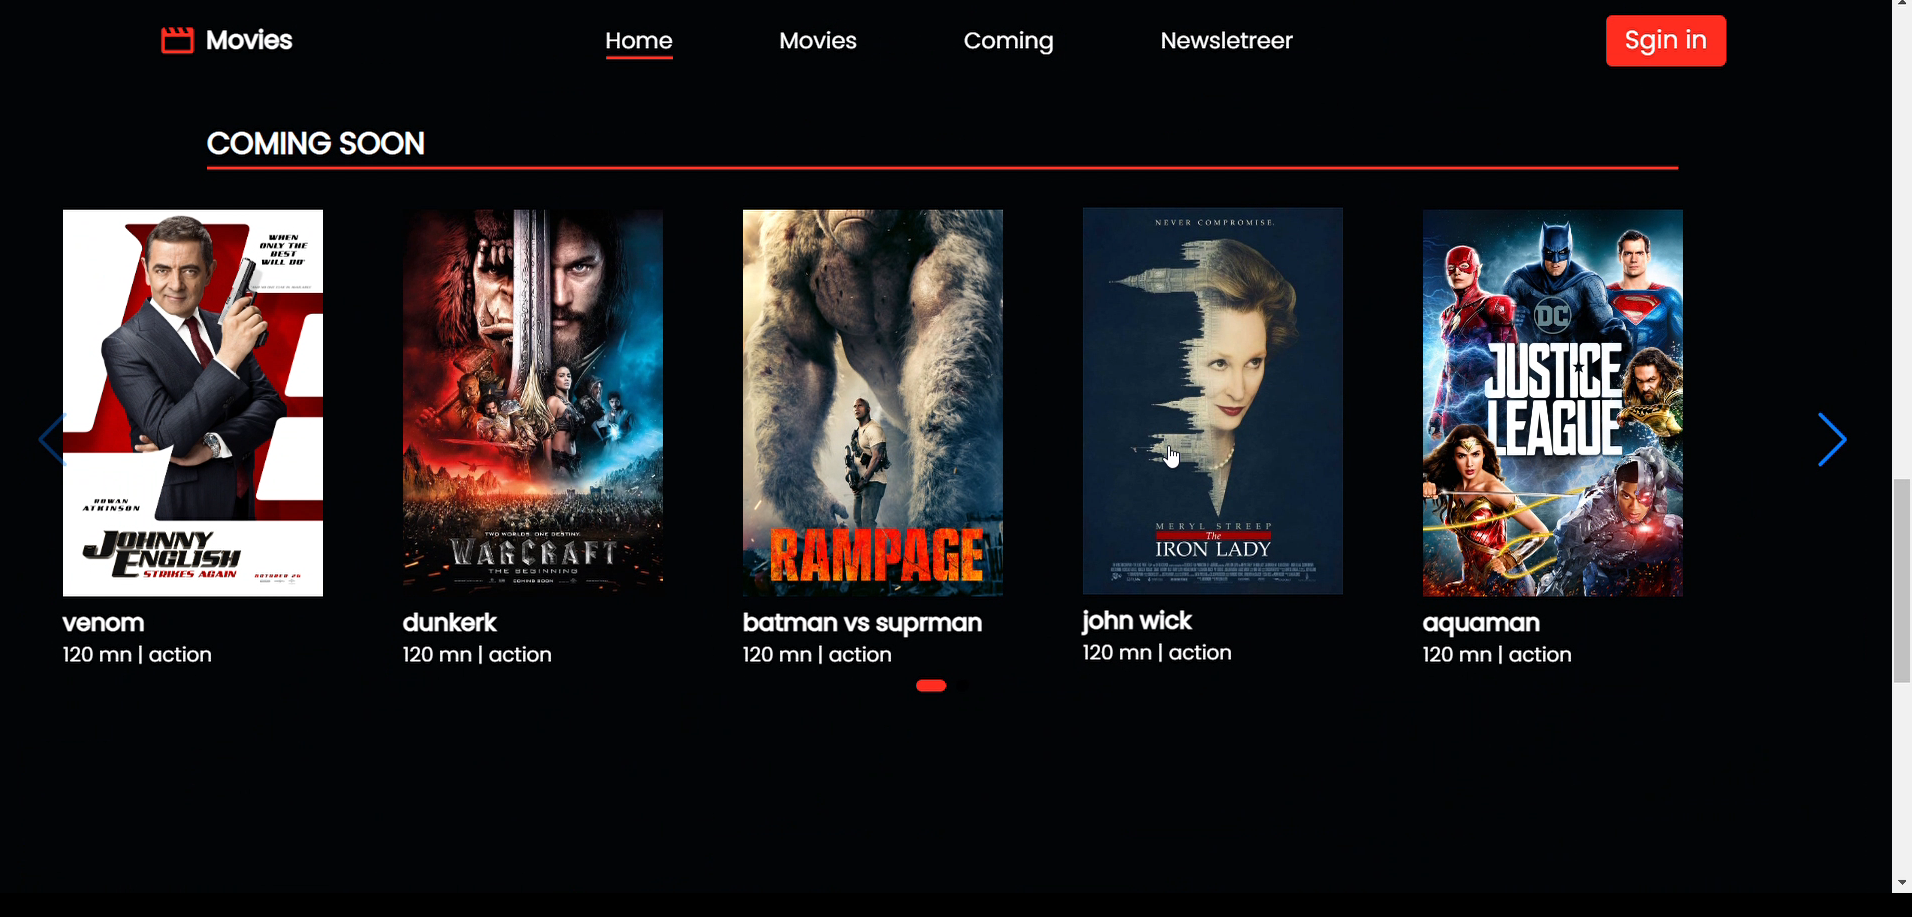 Movies
Home
Movies
Coming
Newsletreer
Sgin in
COMING SOON
WHEN
ONLY THE
BEST
WILL DO
ROWAN
ATKINSON
JOHNNY
ENGLISH
STRIKES AGAIN
OCTOBER 26
TWO WORLDS. ONE DESTINY.
WARCRAFT
THE BEGINNING
COMING SOON
RAMPAGE
NEVER COMPROMISE.
MERYL STREEP
The
IRON LADY
DC
JUSTICE
LEAGUE
venom
120 mn | action
dunkerk
120 mn | action
batman vs suprman
120 mn | action
john wick
120 mn | action
aquaman
120 mn | action